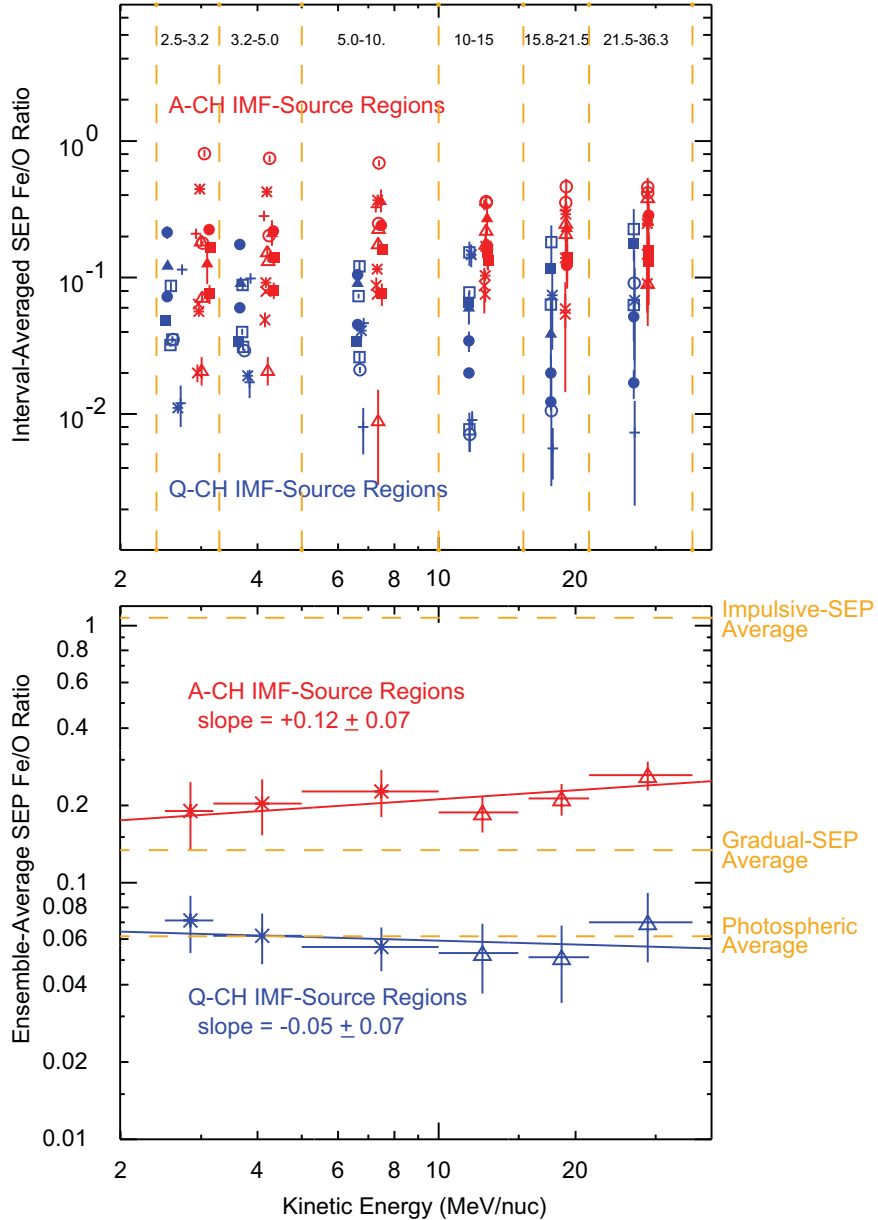 2.5-3.2 3.2-5.0 5.0-10. 10-15 15.8-21.5 21.5-36.3
A-CH IMF-Source Regions
10^0
10^-1
10^-2
Interval-Averaged SEP Fe/O Ratio
Q-CH IMF-Source Regions
2 4 10 20
Impulsive-SEP
Average
1
0.8
0.6
0.4
0.2
0.1
0.08
0.06
0.04
0.02
0.01
Ensemble-Average SEP Fe/O Ratio
A-CH IMF-Source Regions
slope = +0.12 ± 0.07
Gradual-SEP
Average
Photospheric
Average
Q-CH IMF-Source Regions
slope = -0.05 ± 0.07
2 4 6 8 10 20
Kinetic Energy (MeV/nuc)